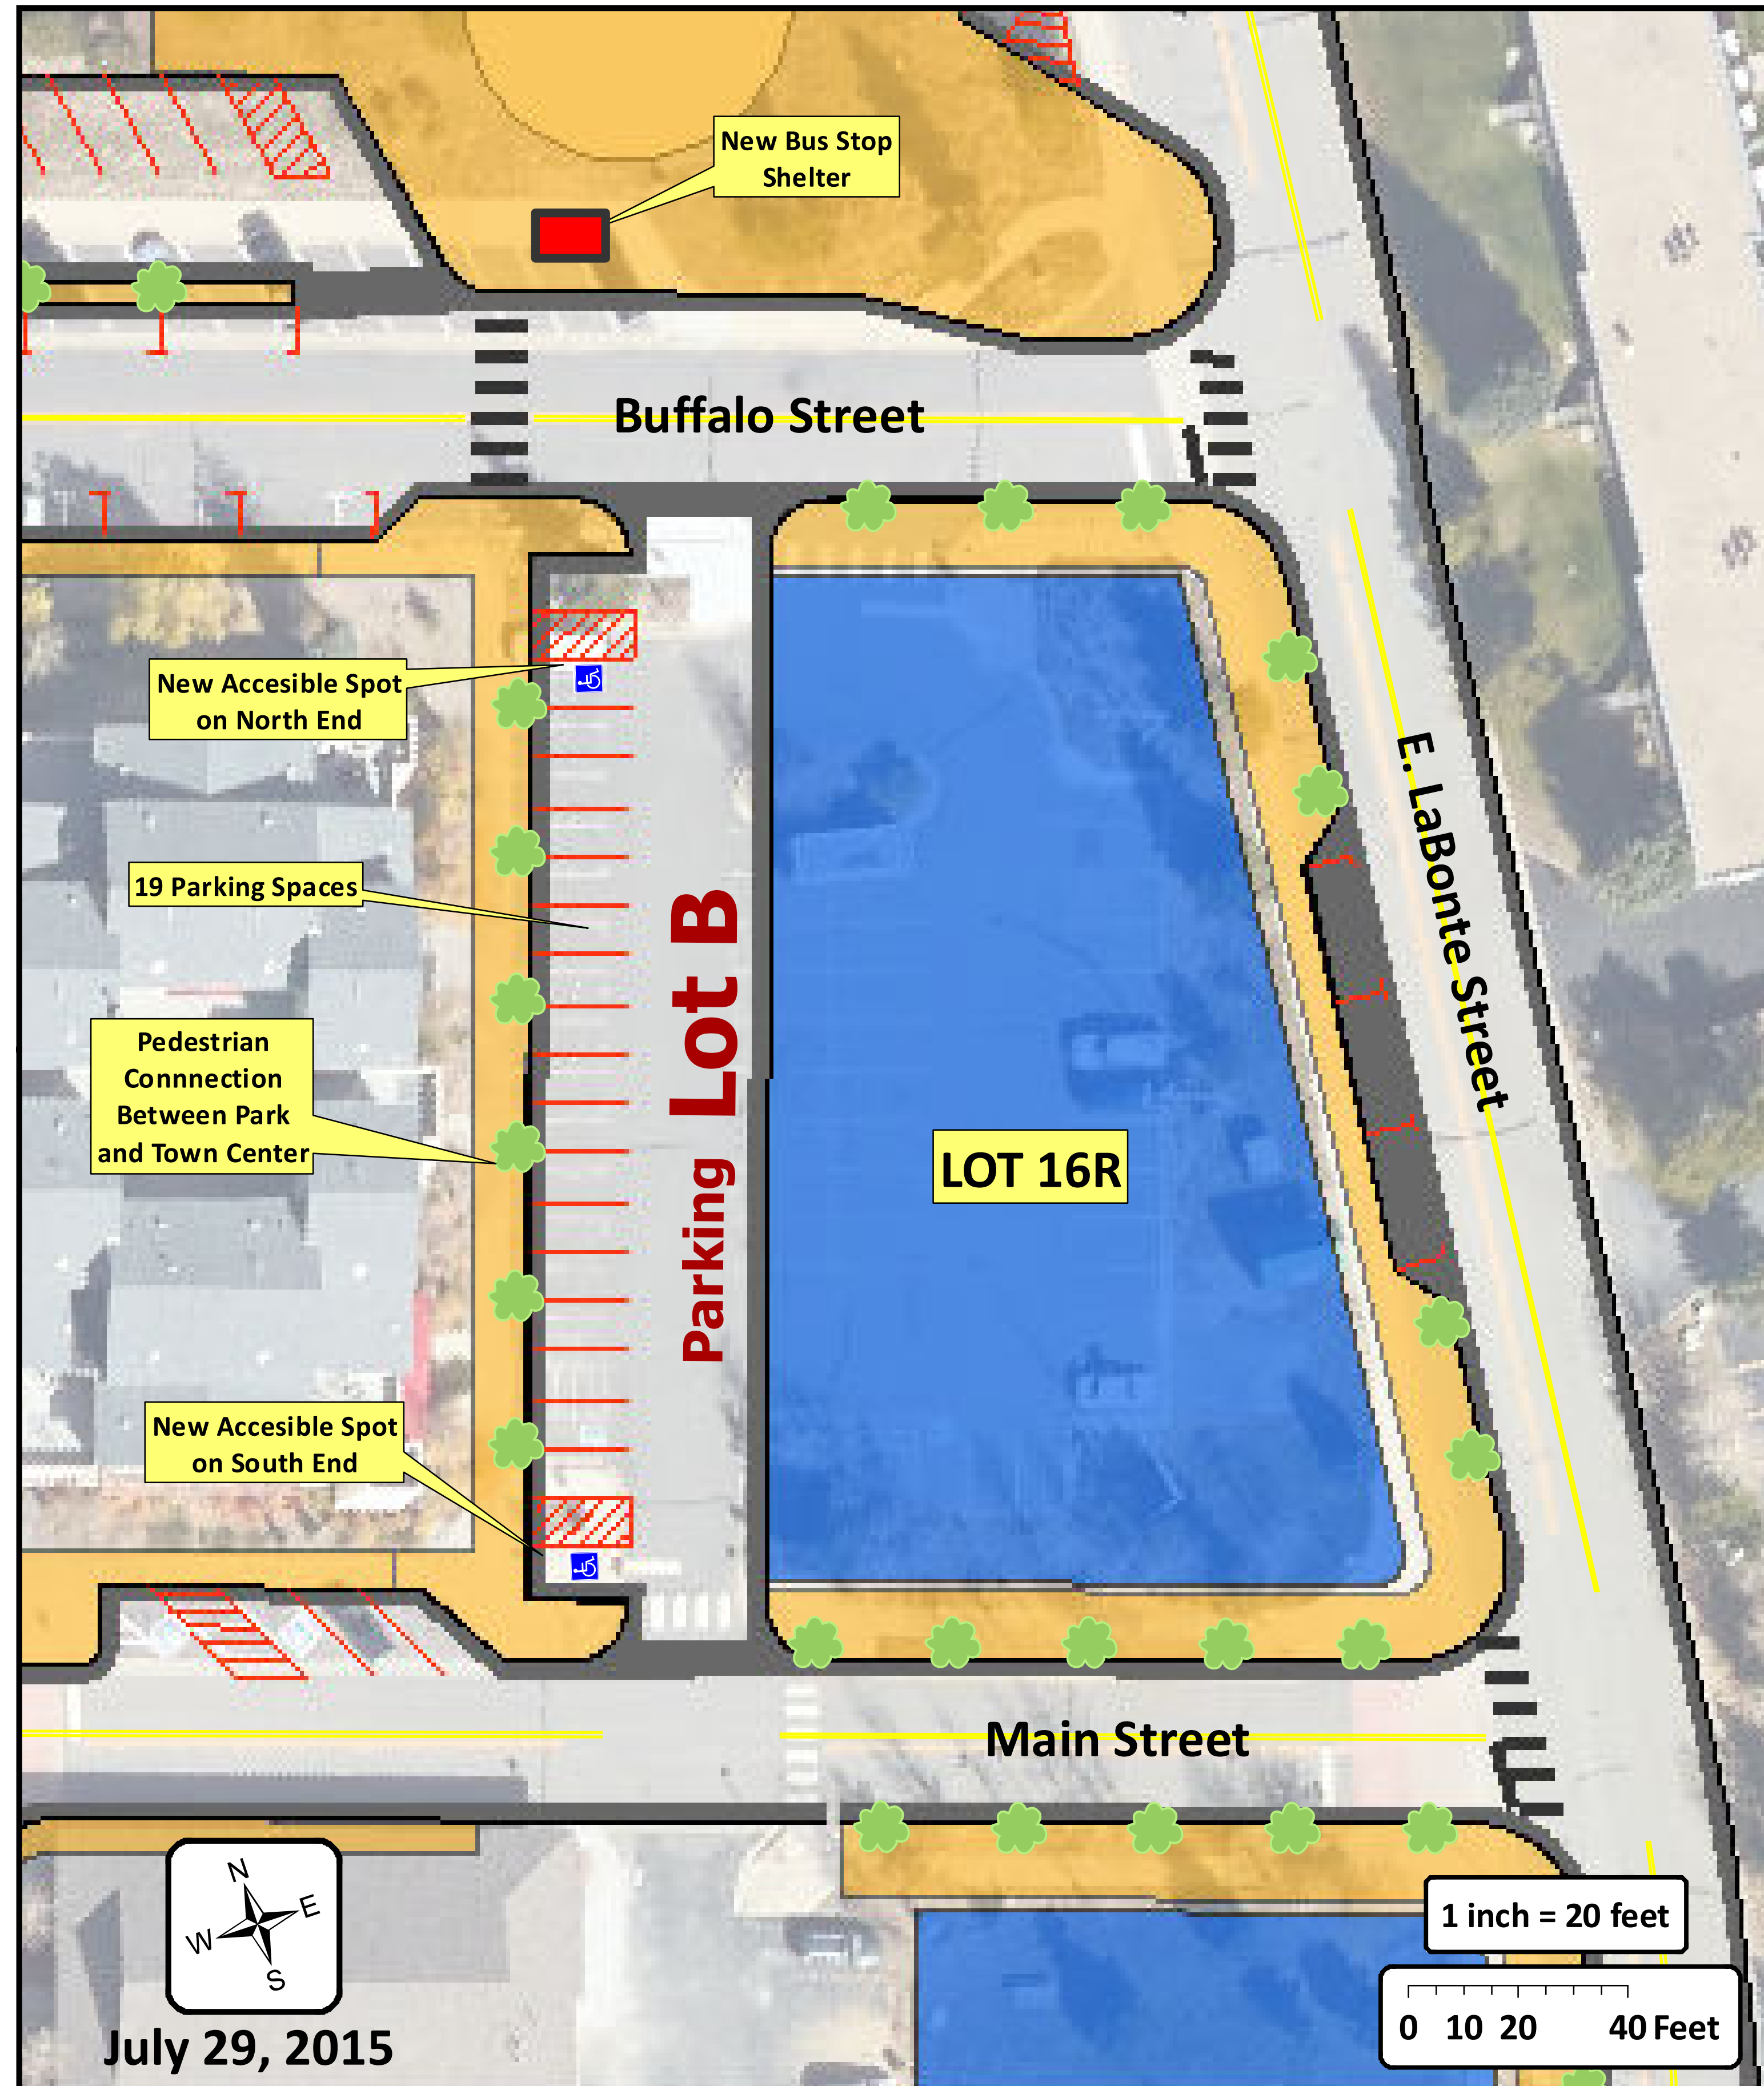 New Bus Stop
Shelter
Buffalo Street
New Accesible Spot
on North End
19 Parking Spaces
E. LaBonte Street
Parking Lot B
Pedestrian
Connnection
Between Park
and Town Center
LOT 16R
New Accesible Spot
on South End
Main Street
N
E
W
S
1 inch = 20 feet
0 10 20 40 Feet
July 29, 2015